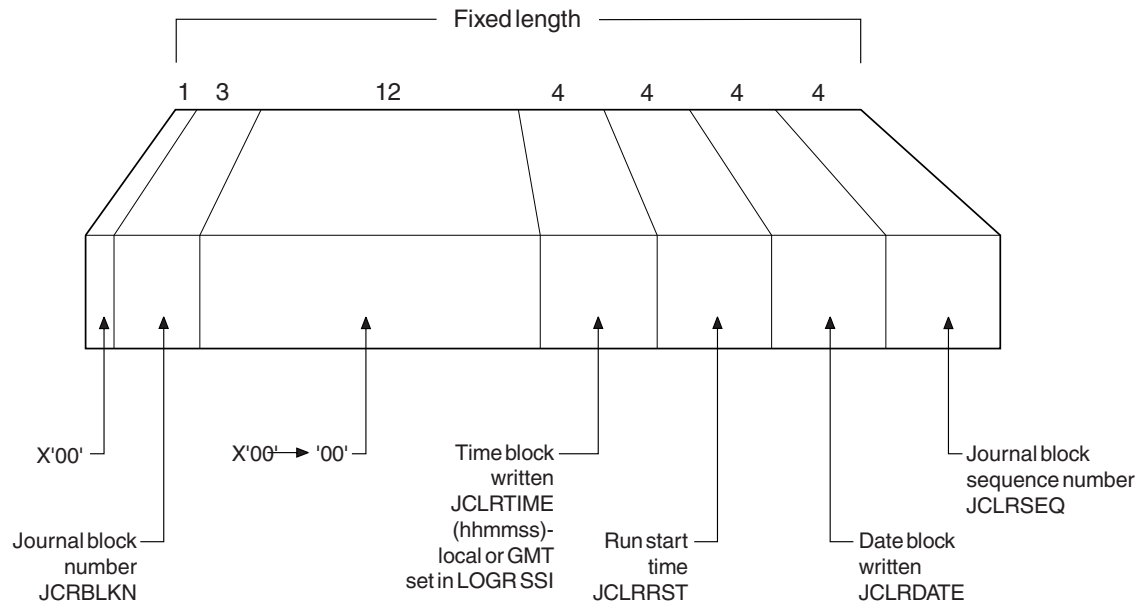 Fixed length
1 3 12 4 4 4 4
X'00'
X'00' '00'
Time block
written
JCLRTIME
(hhmmss)-
local or GMT
set in LOGR SSI
Journal block
sequence number
JCLRSEQ
Journal block
number
JCRBLKN
Run start
time
JCLRRST
Date block
written
JCLRDATE